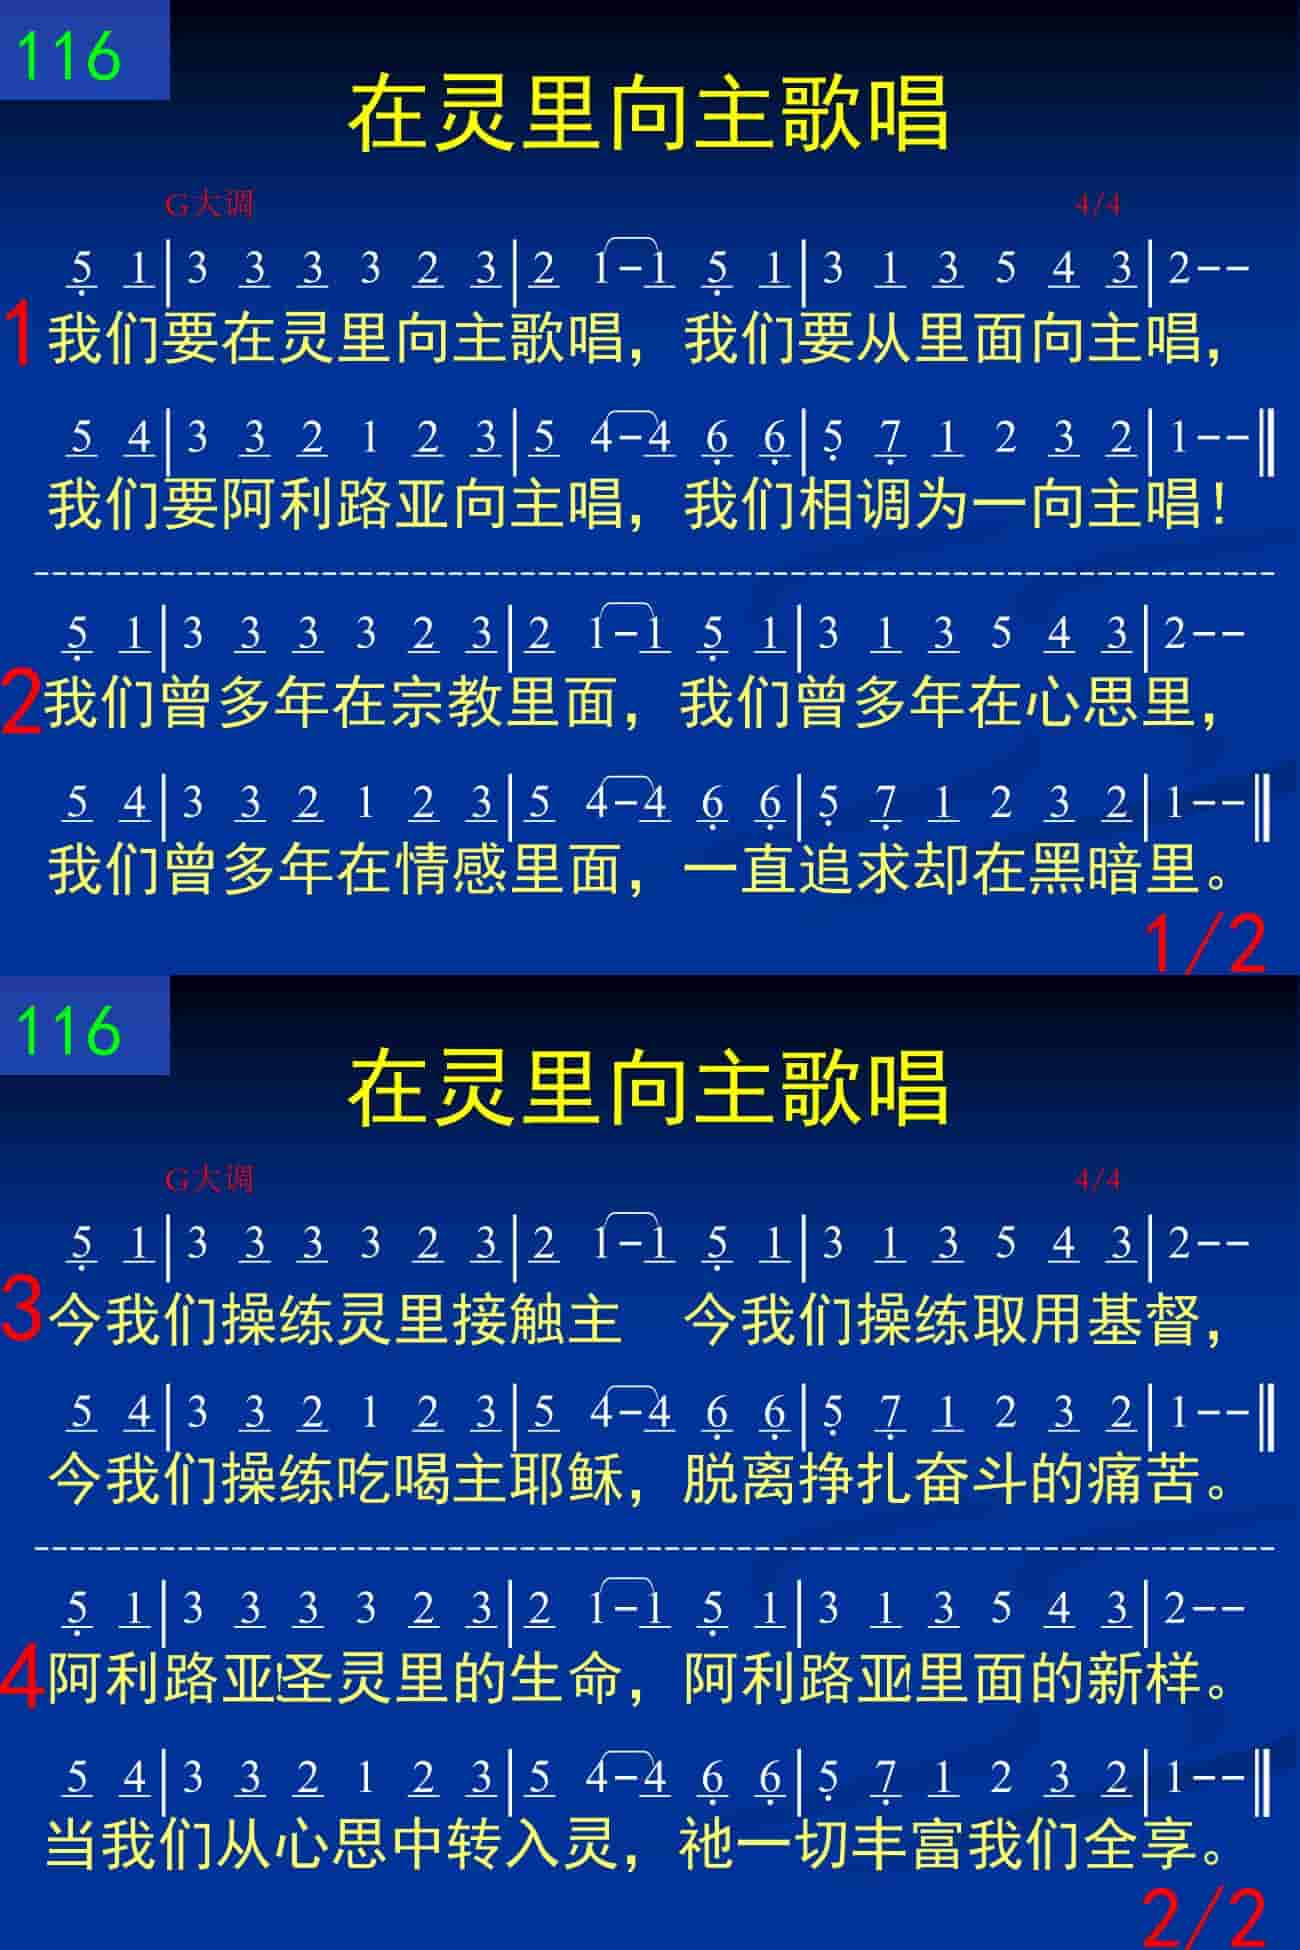 116
在灵里向主歌唱
G大调 4/4
5̣ 1|3 3 3 3 2 3|2 1-1 5̣ 1|3 1 3 5 4 3|2--
1 我们要在灵里向主歌唱，我们要从里面向主唱，
5 4|3 3 2 1 2 3|5 4-4 6̣ 6̣|5̣ 7̣ 1 2 3 2|1--‖
我们要阿利路亚向主唱，我们相调为一向主唱！
5̣ 1|3 3 3 3 2 3|2 1-1 5̣ 1|3 1 3 5 4 3|2--
2 我们曾多年在宗教里面，我们曾多年在心思里，
5 4|3 3 2 1 2 3|5 4-4 6̣ 6̣|5̣ 7̣ 1 2 3 2|1--‖
我们曾多年在情感里面，一直追求却在黑暗里。
1/2
116
在灵里向主歌唱
G大调 4/4
5̣ 1|3 3 3 3 2 3|2 1-1 5̣ 1|3 1 3 5 4 3|2--
3 今我们操练灵里接触主 今我们操练取用基督，
5 4|3 3 2 1 2 3|5 4-4 6̣ 6̣|5̣ 7̣ 1 2 3 2|1--‖
今我们操练吃喝主耶稣，脱离挣扎奋斗的痛苦。
5̣ 1|3 3 3 3 2 3|2 1-1 5̣ 1|3 1 3 5 4 3|2--
4 阿利路亚!圣灵里的生命，阿利路亚!里面的新样。
5 4|3 3 2 1 2 3|5 4-4 6̣ 6̣|5̣ 7̣ 1 2 3 2|1--‖
当我们从心思中转入灵，祂一切丰富我们全享。
2/2